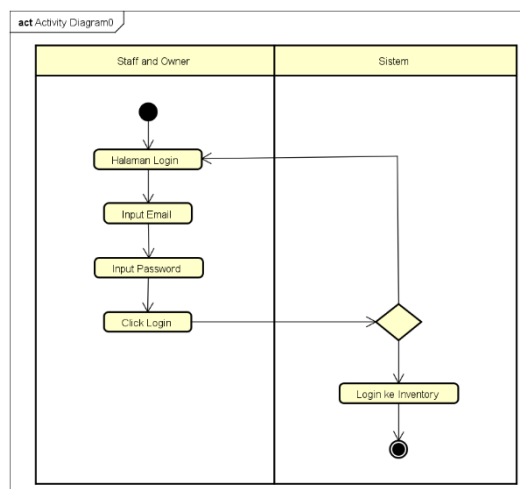 act Activity Diagram0
Staff and Owner
Sistem
Halaman Login
Input Email
Input Password
Click Login
Login ke Inventory